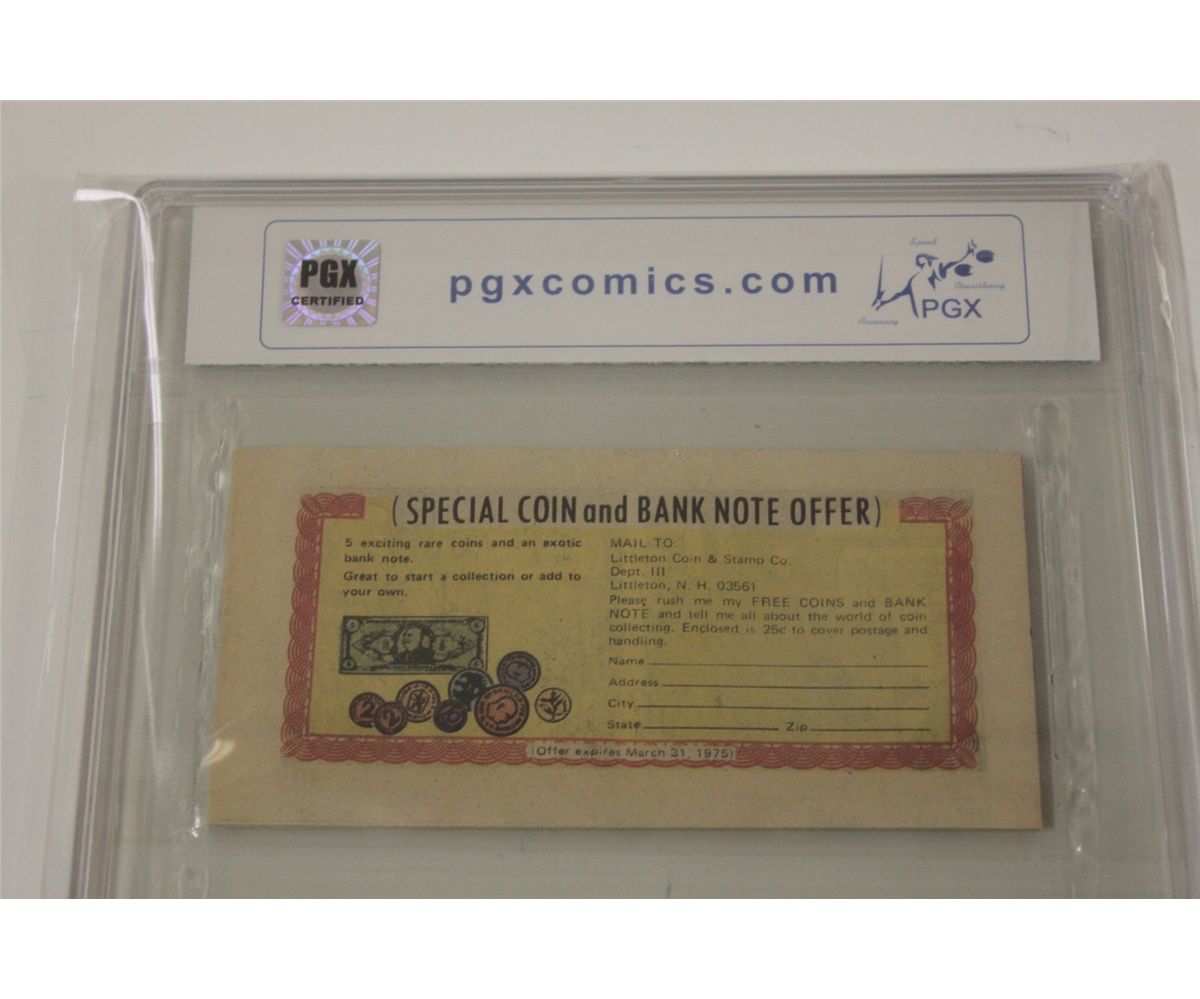 PGX
CERTIFIED
pgxcomics.com
Speed
Consistency
Accuracy
PGX
(SPECIAL COIN and BANK NOTE OFFER)
5 exciting rare coins and an exotic
bank note.
Great to start a collection or add to
your own.
MAIL TO:
Littleton Coin & Stamp Co.
Dept. III
Littleton, N. H. 03561
Please rush me my FREE COINS and BANK
NOTE and tell me all about the world of coin
collecting. Enclosed is 25c to cover postage and
handling.
Name
Address
City
State Zip
(Offer expires March 31, 1975)